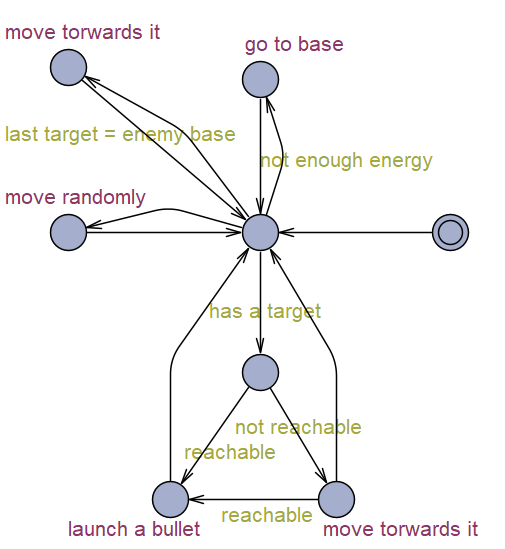 move torwards it
go to base
last target = enemy base
not enough energy
move randomly
has a target
not reachable
reachable
reachable
launch a bullet
move torwards it